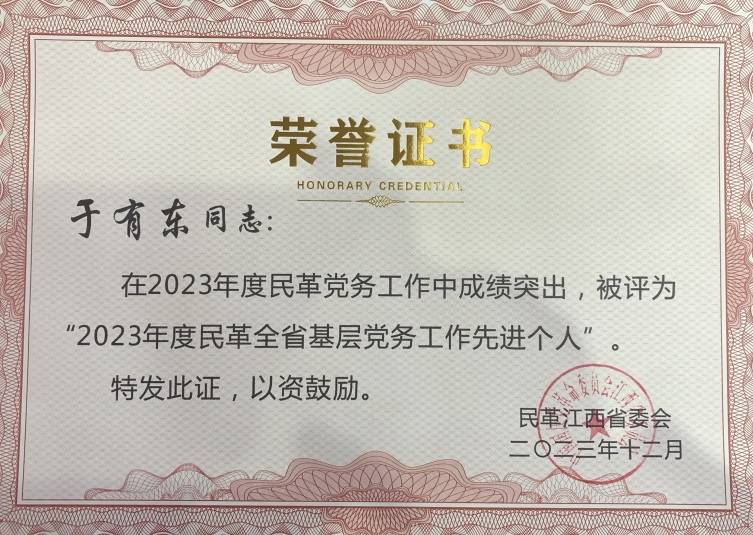 荣誉证书
HONORARY CREDENTIAL
于有东同志：
在2023年度民革党务工作中成绩突出，被评为
“2023年度民革全省基层党务工作先进个人”。
特发此证，以资鼓励。
民革江西省委会
二〇二三年十二月